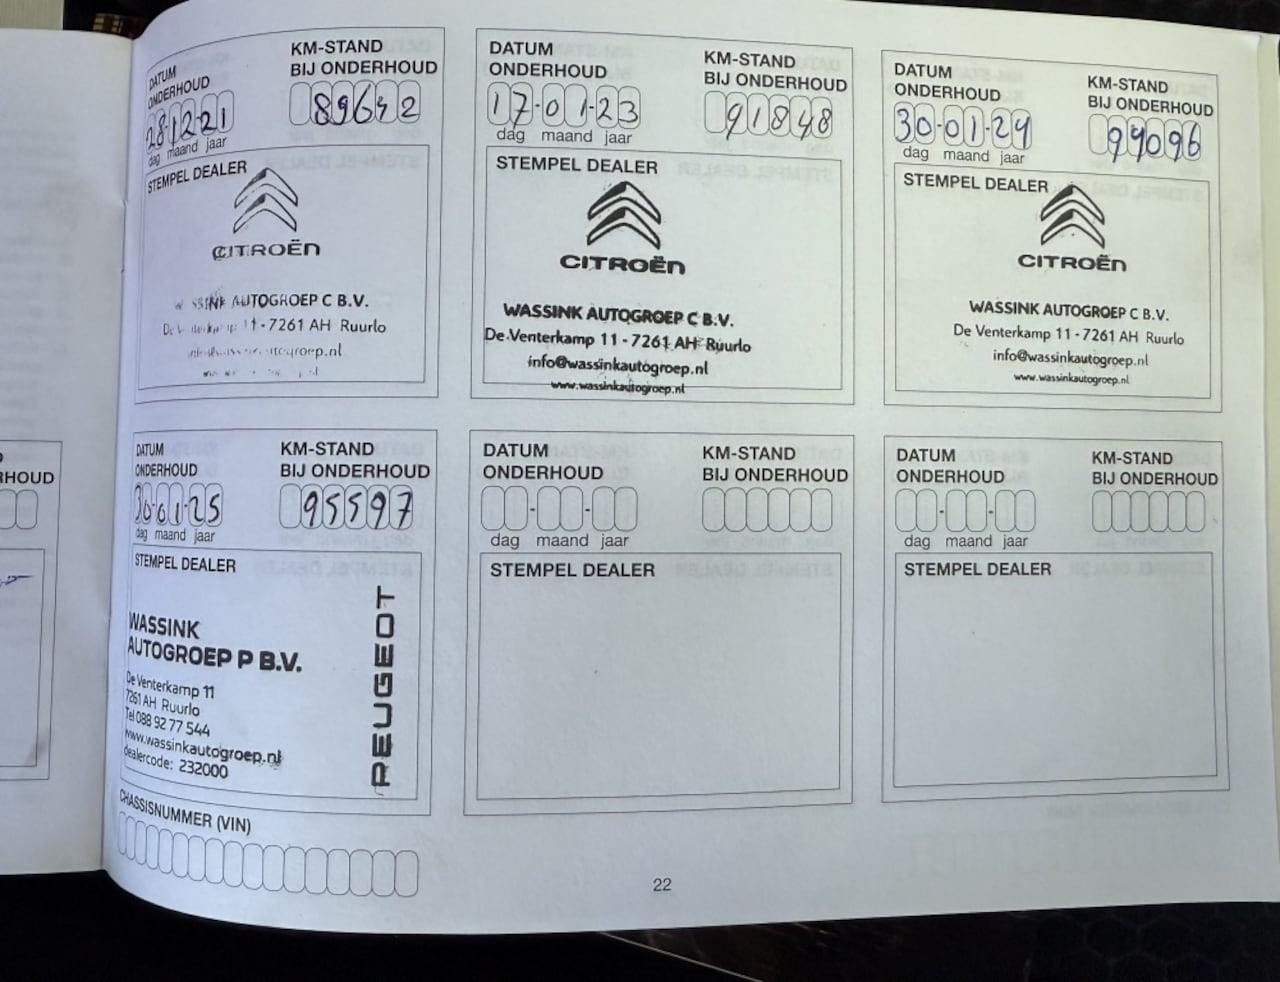 DATUM
ONDERHOUD
KM-STAND
BIJ ONDERHOUD
28-12-21
89642
dag maand jaar
STEMPEL DEALER
CITROËN
WASSINK AUTOGROEP C B.V.
11 - 7261 AH Ruurlo
DATUM
ONDERHOUD
KM-STAND
BIJ ONDERHOUD
17-01-23
91848
dag maand jaar
STEMPEL DEALER
CITROËN
WASSINK AUTOGROEP C B.V.
De Venterkamp 11 - 7261 AH Ruurlo
info@wassinkautogroep.nl
www.wassinkautogroep.nl
DATUM
ONDERHOUD
KM-STAND
BIJ ONDERHOUD
30-01-24
94096
dag maand jaar
STEMPEL DEALER
CITROËN
WASSINK AUTOGROEP C B.V.
De Venterkamp 11 - 7261 AH Ruurlo
info@wassinkautogroep.nl
www.wassinkautogroep.nl
RHOUD
DATUM
ONDERHOUD
KM-STAND
BIJ ONDERHOUD
30-01-25
95597
dag maand jaar
STEMPEL DEALER
WASSINK
AUTOGROEP P B.V.
De Venterkamp 11
7261 AH Ruurlo
Tel 088 92 77 544
www.wassinkautogroep.nl
dealercode: 232000
PEUGEOT
DATUM
ONDERHOUD
KM-STAND
BIJ ONDERHOUD
dag maand jaar
STEMPEL DEALER
DATUM
ONDERHOUD
KM-STAND
BIJ ONDERHOUD
dag maand jaar
STEMPEL DEALER
CHASSISNUMMER (VIN)
22